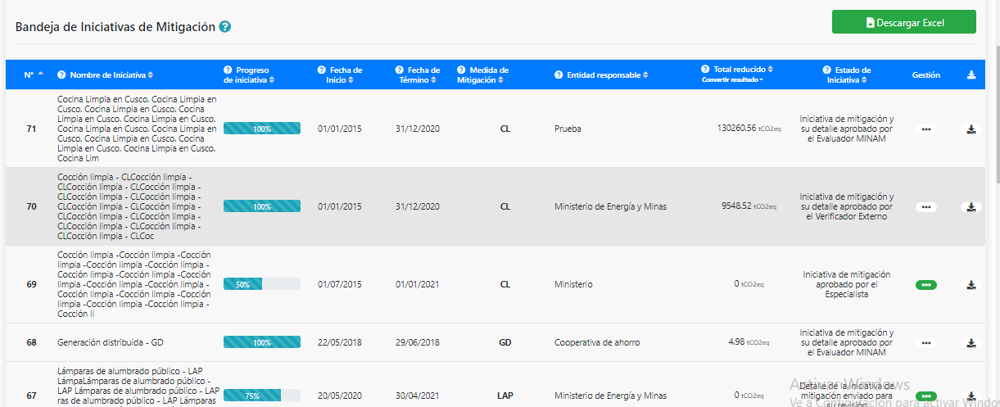 Bandeja de Iniciativas de Mitigación ?
Descargar Excel
N° ? Nombre de Iniciativa ? Progreso de iniciativa ? Fecha de Inicio ? Fecha de Término ? Medida de Mitigación ? Entidad responsable ? Total reducido Convertir resultado ? Estado de Iniciativa Gestión
71
Cocina Limpia en Cusco. Cocina Limpia en
Cusco. Cocina Limpia en Cusco. Cocina
Limpia en Cusco. Cocina Limpia en Cusco.
Cocina Limpia en Cusco. Cocina Limpia en
Cusco. Cocina Limpia en Cusco. Cocina
Limpia en Cusco. Cocina Limpia en Cusco.
Cocina Lim
100% 01/01/2015 31/12/2020 CL Prueba 130260.56 tCO2eq
Iniciativa de mitigación y
su detalle aprobado por
el Evaluador MINAM
70
Cocción limpia - CLCocción limpia -
CLCocción limpia - CLCocción limpia -
CLCocción limpia - CLCocción limpia -
CLCocción limpia - CLCocción limpia -
CLCocción limpia - CLCocción limpia -
CLCocción limpia - CLCocción limpia -
CLCocción limpia - CLCoc
100% 01/01/2015 31/12/2020 CL Ministerio de Energía y Minas 9548.52 tCO2eq
Iniciativa de mitigación y
su detalle aprobado por
el Verificador Externo
69
Cocción limpia -Cocción limpia -Cocción
limpia -Cocción limpia -Cocción limpia -
Cocción limpia -Cocción limpia -Cocción
limpia -Cocción limpia -Cocción limpia -
Cocción limpia -Cocción limpia -Cocción
limpia -Cocción limpia -Cocción limpia -
Cocción li
50% 01/07/2015 01/01/2021 CL Ministerio 0 tCO2eq
Iniciativa de mitigación
aprobado por el
Especialista
68 Generación distribuida - GD 100% 22/05/2018 29/06/2018 GD Cooperativa de ahorro 4.98 tCO2eq
Iniciativa de mitigación y
su detalle aprobado por
el Evaluador MINAM
67
Lámparas de alumbrado público - LAP
LámpaLámparas de alumbrado público -
LAP Lámparas de alumbrado público - LAP
ras de alumbrado público - LAP Lámparas
75% 20/05/2020 30/04/2021 LAP Ministerio de Energía y Minas 0 tCO2eq
Detalle de la iniciativa de
mitigación enviado para
su revisión
Activar Windows
Ve a Configuración para activar Windo